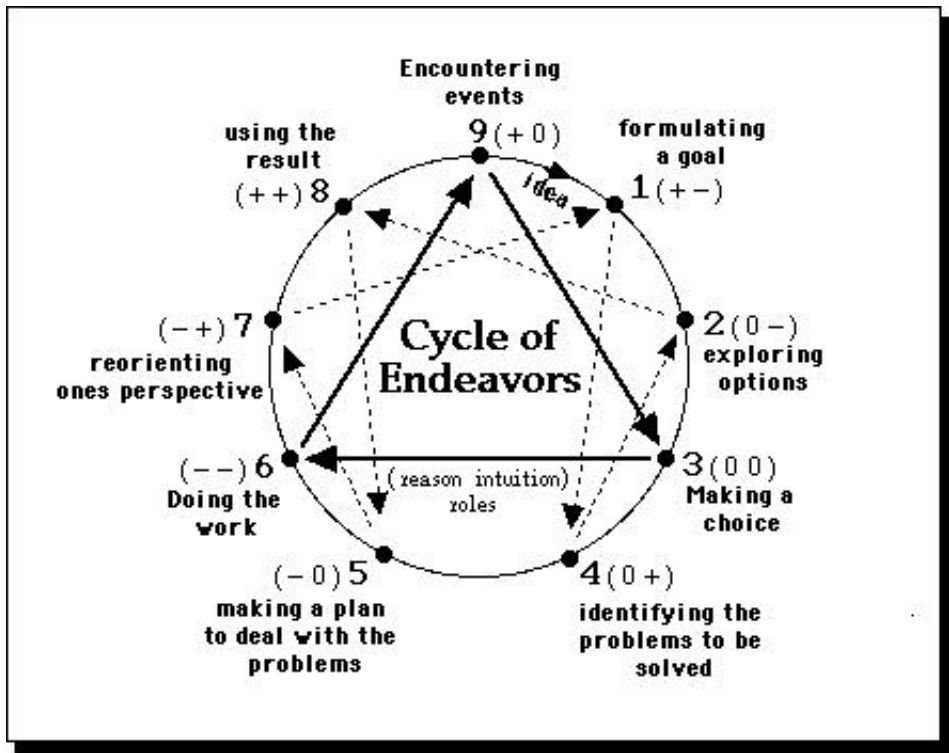 Encountering
events
9 (+ 0)
formulating
a goal
1 (+ –)
idea
using the
result
(+ +) 8
2 (0 –)
exploring
options
(– +) 7
reorienting
ones perspective
Cycle of
Endeavors
3 (0 0)
Making a
choice
(– –) 6
Doing the
work
(reason intuition)
roles
4 (0 +)
identifying the
problems to be
solved
(– 0) 5
making a plan
to deal with the
problems